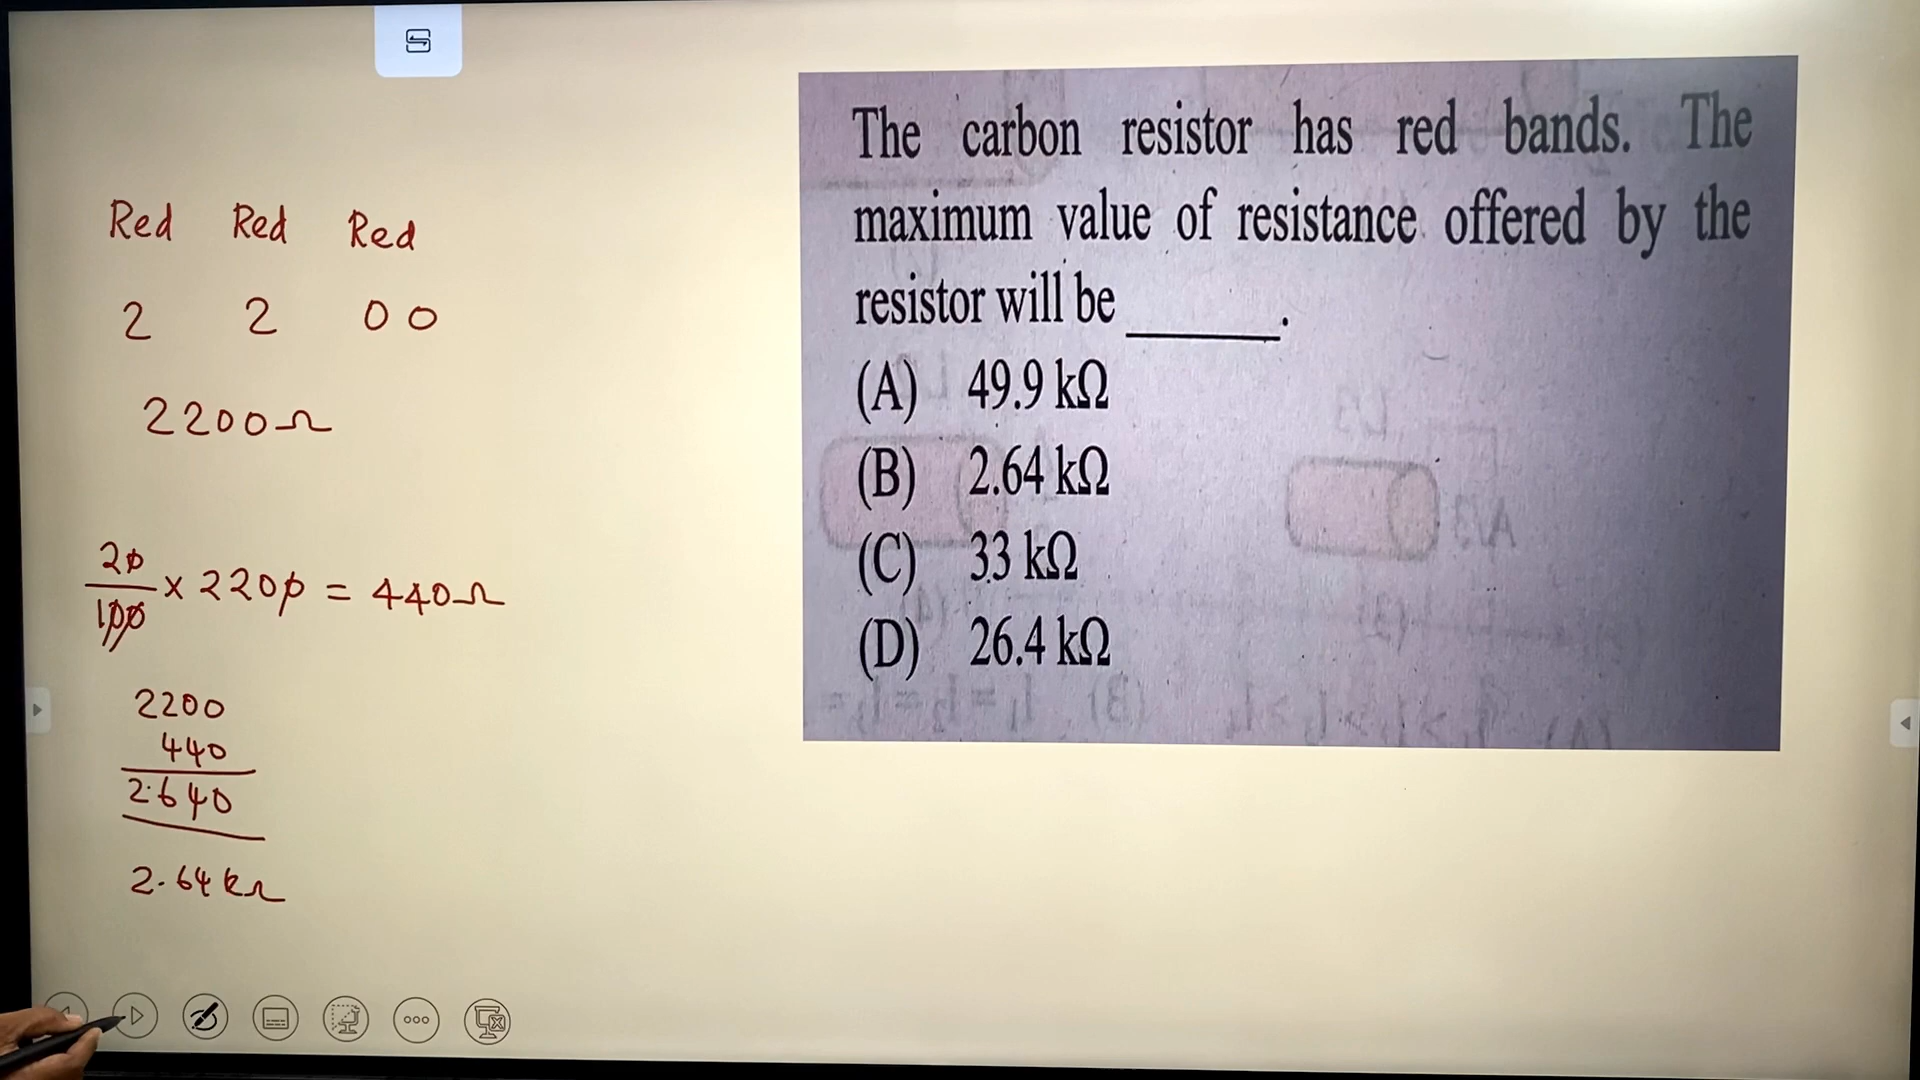 Red Red Red
2 2 00
2200Ω
20/100 × 2200 = 440Ω
2200
440
2.640
2.64 kΩ
The carbon resistor has red bands. The
maximum value of resistance offered by the
resistor will be ______.
(A) 49.9 kΩ
(B) 2.64 kΩ
(C) 33 kΩ
(D) 26.4 kΩ